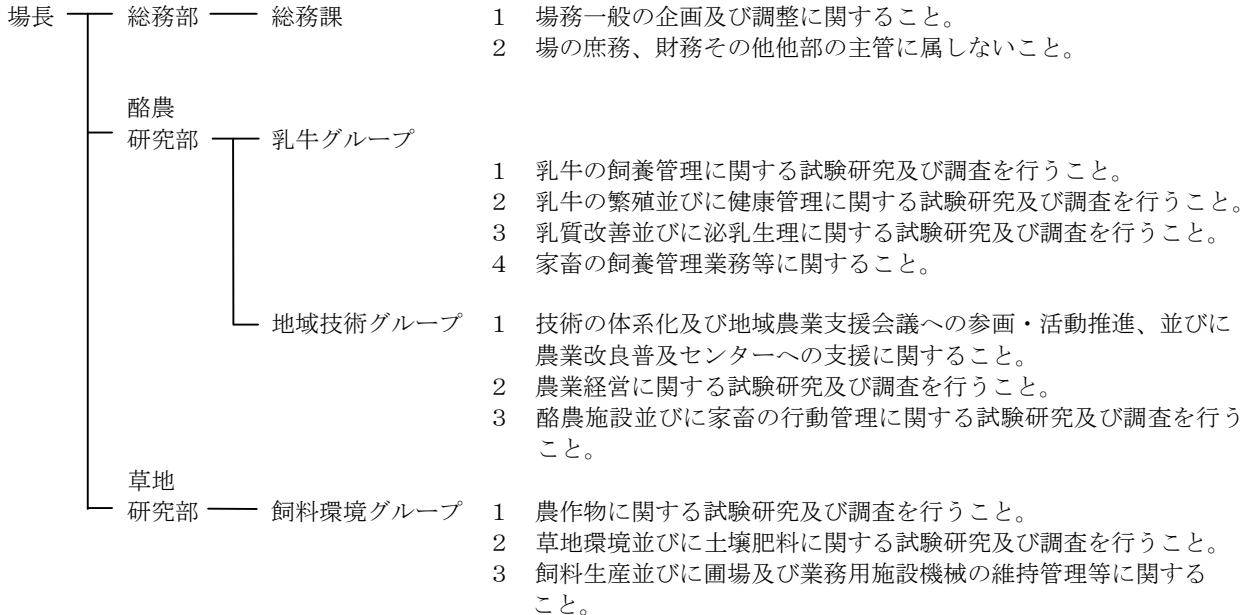 場長 総務部 総務課 1 場務一般の企画及び調整に関すること。
2 場の庶務、財務その他他部の主管に属しないこと。
酪農
研究部 乳牛グループ
1 乳牛の飼養管理に関する試験研究及び調査を行うこと。
2 乳牛の繁殖並びに健康管理に関する試験研究及び調査を行うこと。
3 乳質改善並びに泌乳生理に関する試験研究及び調査を行うこと。
4 家畜の飼養管理業務等に関すること。
地域技術グループ 1 技術の体系化及び地域農業支援会議への参画・活動推進、並びに
農業改良普及センターへの支援に関すること。
2 農業経営に関する試験研究及び調査を行うこと。
3 酪農施設並びに家畜の行動管理に関する試験研究及び調査を行う
こと。
草地
研究部 飼料環境グループ 1 農作物に関する試験研究及び調査を行うこと。
2 草地環境並びに土壌肥料に関する試験研究及び調査を行うこと。
3 飼料生産並びに圃場及び業務用施設機械の維持管理等に関する
こと。